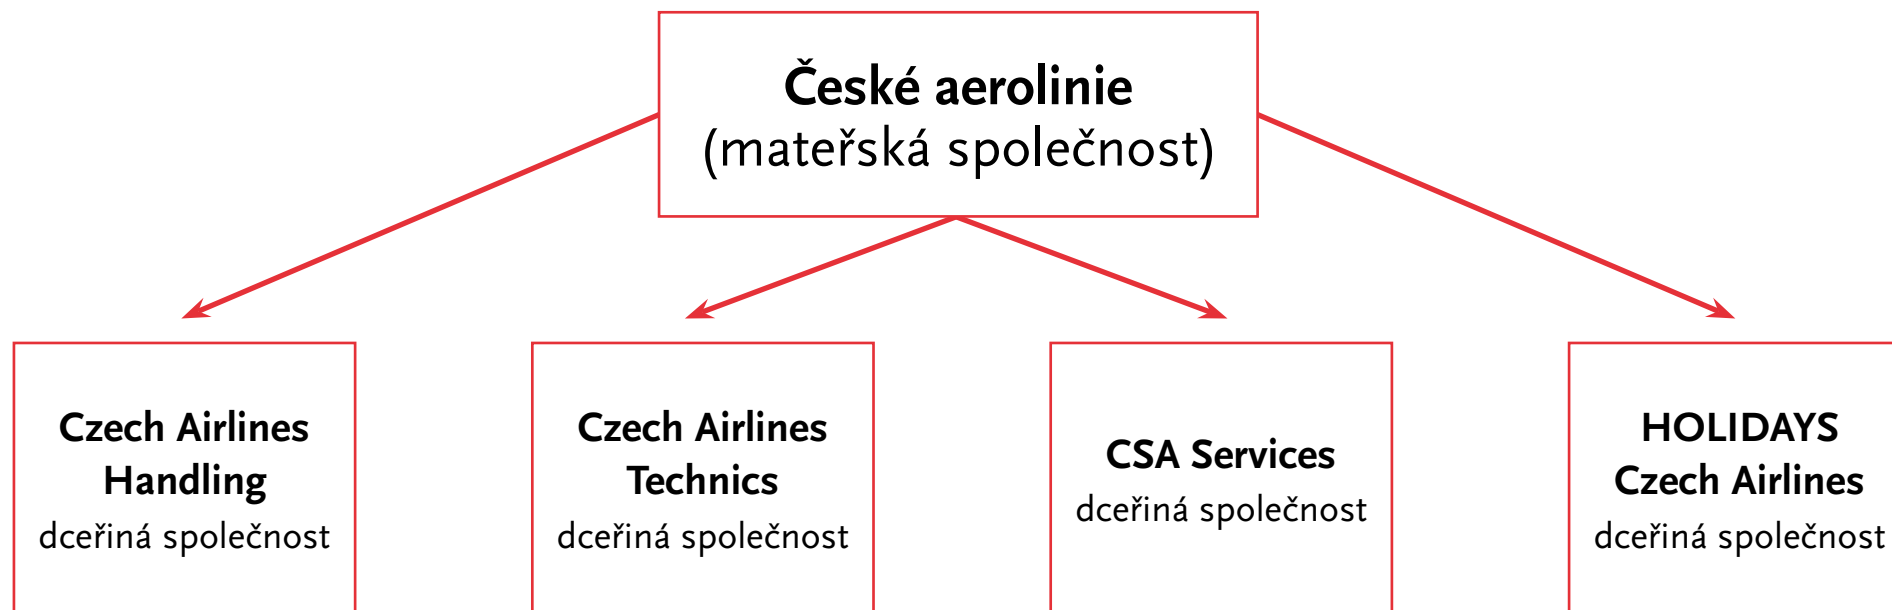 České aerolinie
(mateřská společnost)
Czech Airlines
Handling
dceřiná společnost
Czech Airlines
Technics
dceřiná společnost
CSA Services
dceřiná společnost
HOLIDAYS
Czech Airlines
dceřiná společnost